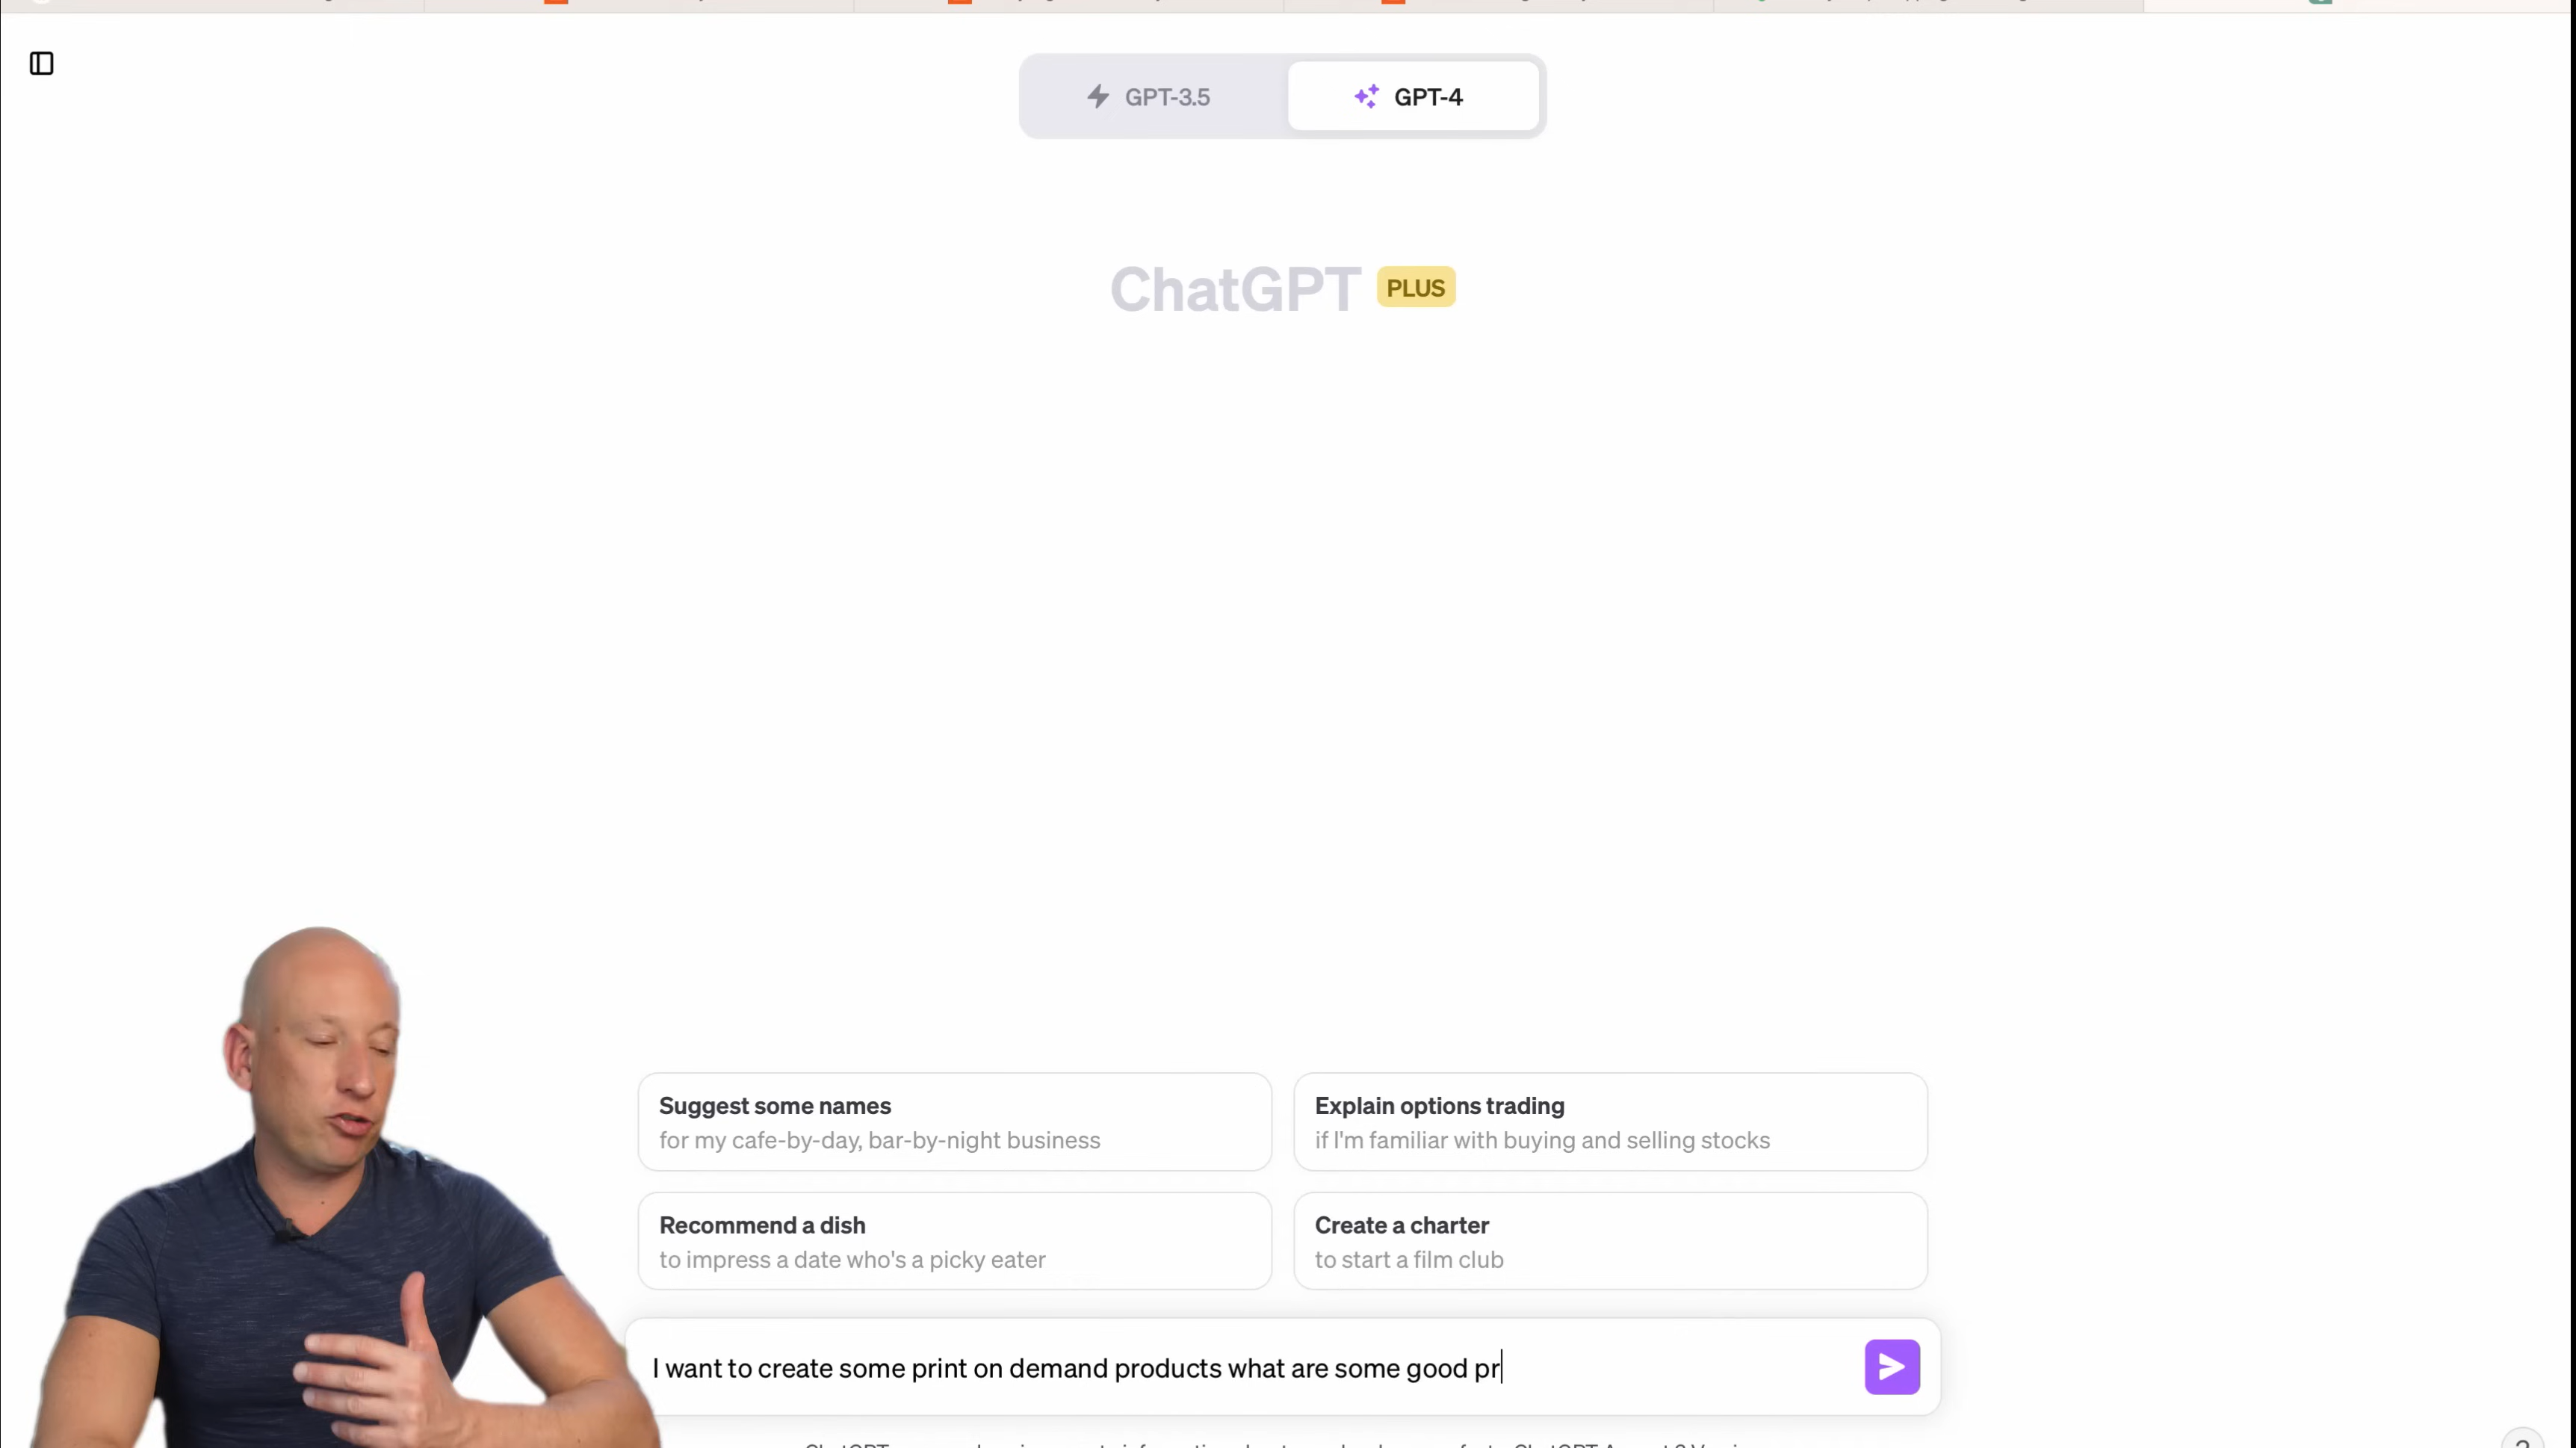 GPT-3.5
GPT-4
ChatGPT PLUS
Suggest some names
for my cafe-by-day, bar-by-night business
Explain options trading
if I'm familiar with buying and selling stocks
Recommend a dish
to impress a date who's a picky eater
Create a charter
to start a film club
I want to create some print on demand products what are some good pr